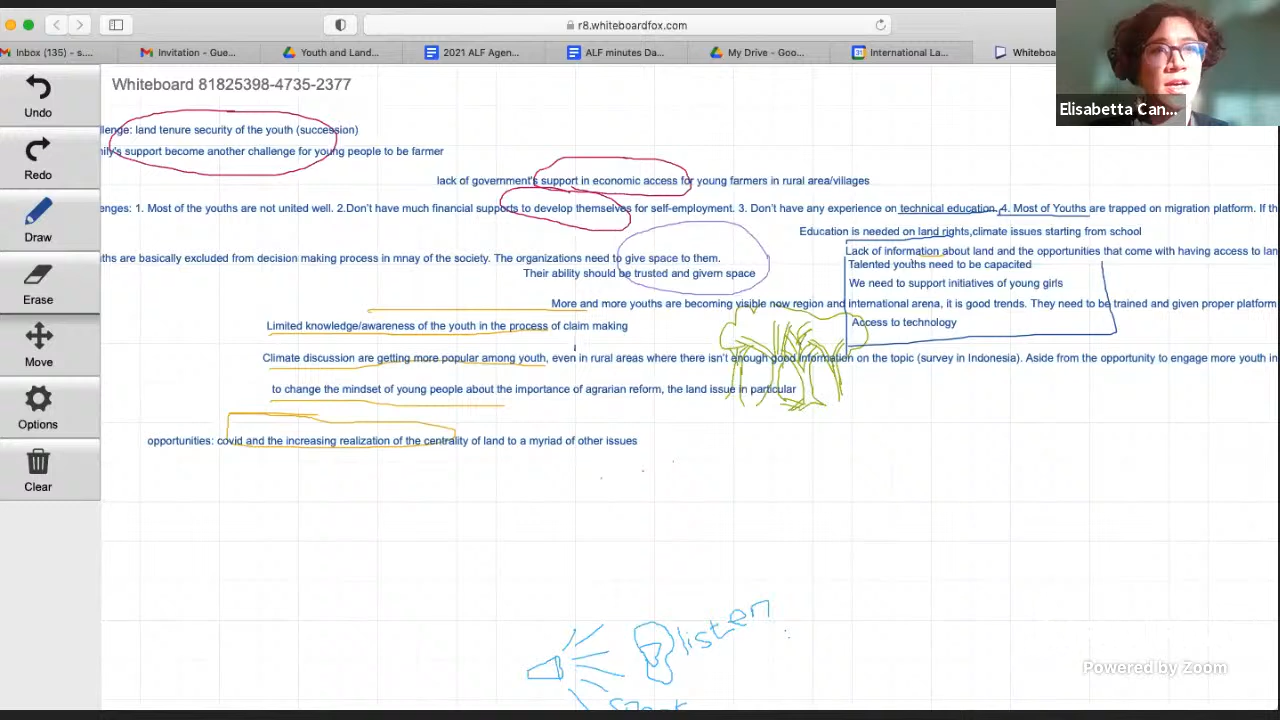 r8.whiteboardfox.com
Inbox (135) - s....
Invitation - Gue...
Youth and Land...
2021 ALF Agen...
ALF minutes Da...
My Drive - Goo...
International La...
Whiteboa
Elisabetta Can...
Undo
Redo
Draw
Erase
Move
Options
Clear
Whiteboard 81825398-4735-2377
llenge: land tenure security of the youth (succession)
nily's support become another challenge for young people to be farmer
lack of government's support in economic access for young farmers in rural area/villages
enges: 1. Most of the youths are not united well. 2.Don't have much financial supports to develop themselves for self-employment. 3. Don't have any experience on technical education. 4. Most of Youths are trapped on migration platform. If th
Education is needed on land rights,climate issues starting from school
Lack of information about land and the opportunities that come with having access to lan
ths are basically excluded from decision making process in mnay of the society. The organizations need to give space to them.
Talented youths need to be capacited
Their ability should be trusted and givem space
We need to support initiatives of young girls
More and more youths are becoming visible now region and international arena, it is good trends. They need to be trained and given proper platform
Access to technology
Limited knowledge/awareness of the youth in the process of claim making
Climate discussion are getting more popular among youth, even in rural areas where there isn't enough good information on the topic (survey in Indonesia). Aside from the opportunity to engage more youth in
to change the mindset of young people about the importance of agrarian reform, the land issue in particular
opportunities: covid and the increasing realization of the centrality of land to a myriad of other issues
listen
Powered by Zoom